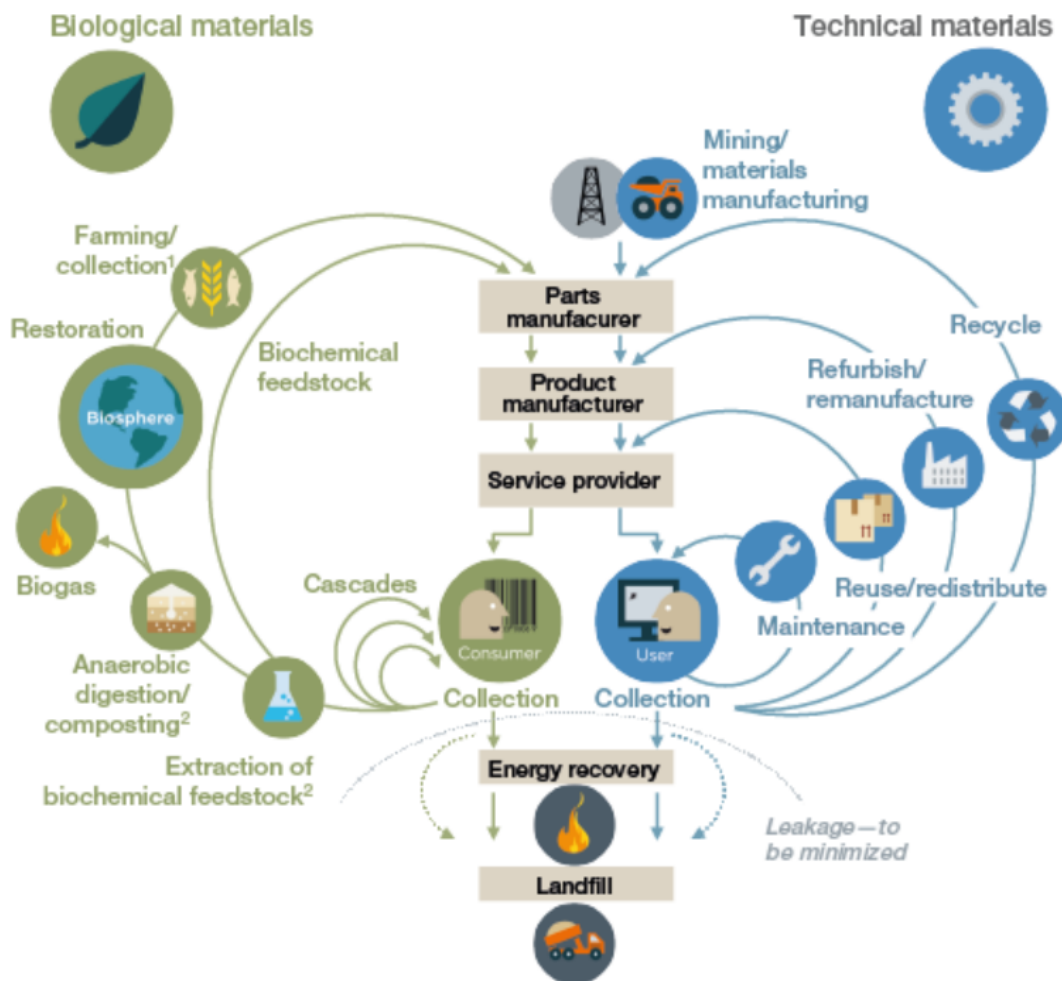 Biological materials
Technical materials
Mining/
materials
manufacturing
Farming/
collection¹
Restoration
Biosphere
Biochemical
feedstock
Parts
manufacurer
Product
manufacturer
Service provider
Recycle
Refurbish/
remanufacture
Biogas
Cascades
Consumer
User
Reuse/redistribute
Maintenance
Anaerobic
digestion/
composting²
Collection
Collection
Extraction of
biochemical feedstock²
Energy recovery
Leakage—to
be minimized
Landfill